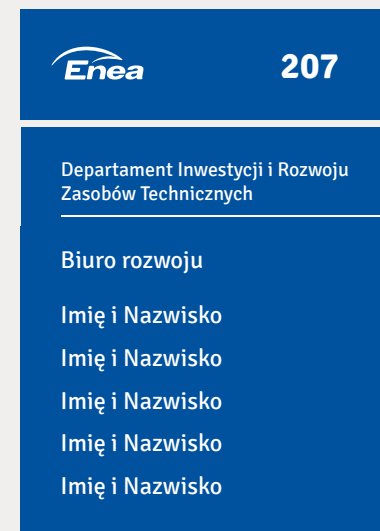 Enea
207
Departament Inwestycji i Rozwoju
Zasobów Technicznych
Biuro rozwoju
Imię i Nazwisko
Imię i Nazwisko
Imię i Nazwisko
Imię i Nazwisko
Imię i Nazwisko